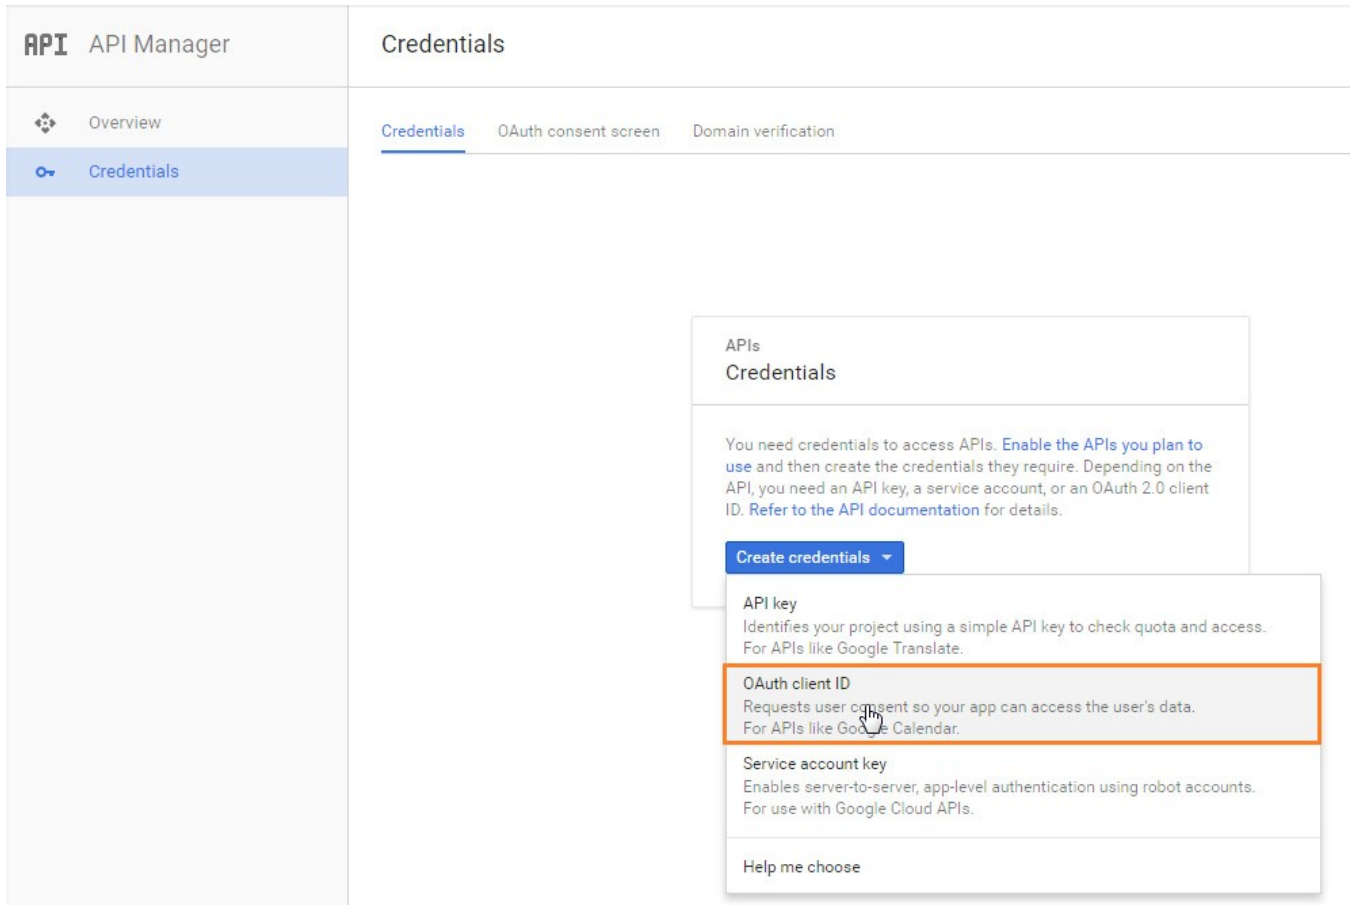 API API Manager
Credentials
Overview
Credentials
Credentials OAuth consent screen Domain verification
APIs
Credentials
You need credentials to access APIs. Enable the APIs you plan to
use and then create the credentials they require. Depending on the
API, you need an API key, a service account, or an OAuth 2.0 client
ID. Refer to the API documentation for details.
Create credentials
API key
Identifies your project using a simple API key to check quota and access.
For APIs like Google Translate.
OAuth client ID
Requests user consent so your app can access the user's data.
For APIs like Google Calendar.
Service account key
Enables server-to-server, app-level authentication using robot accounts.
For use with Google Cloud APIs.
Help me choose